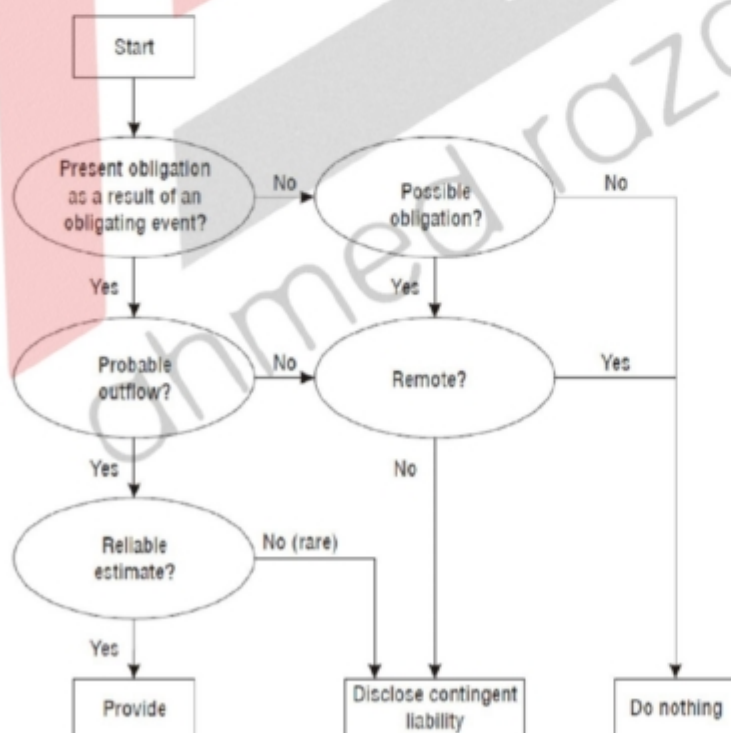 Start
Present obligation
as a result of an
obligating event?
No
Possible
obligation?
No
Yes
Yes
Probable
outflow?
No
Remote?
Yes
Yes
No
Reliable
estimate?
No (rare)
Yes
Provide
Disclose contingent
liability
Do nothing
ahmed razo